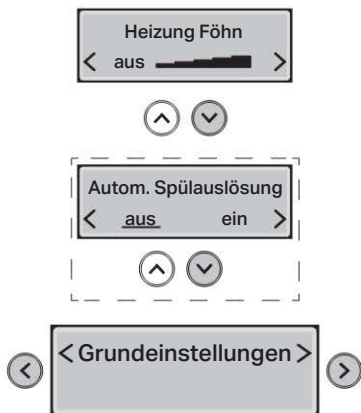 Heizung Föhn
< aus >
Autom. Spülauslösung
< aus ein >
<Grundeinstellungen>